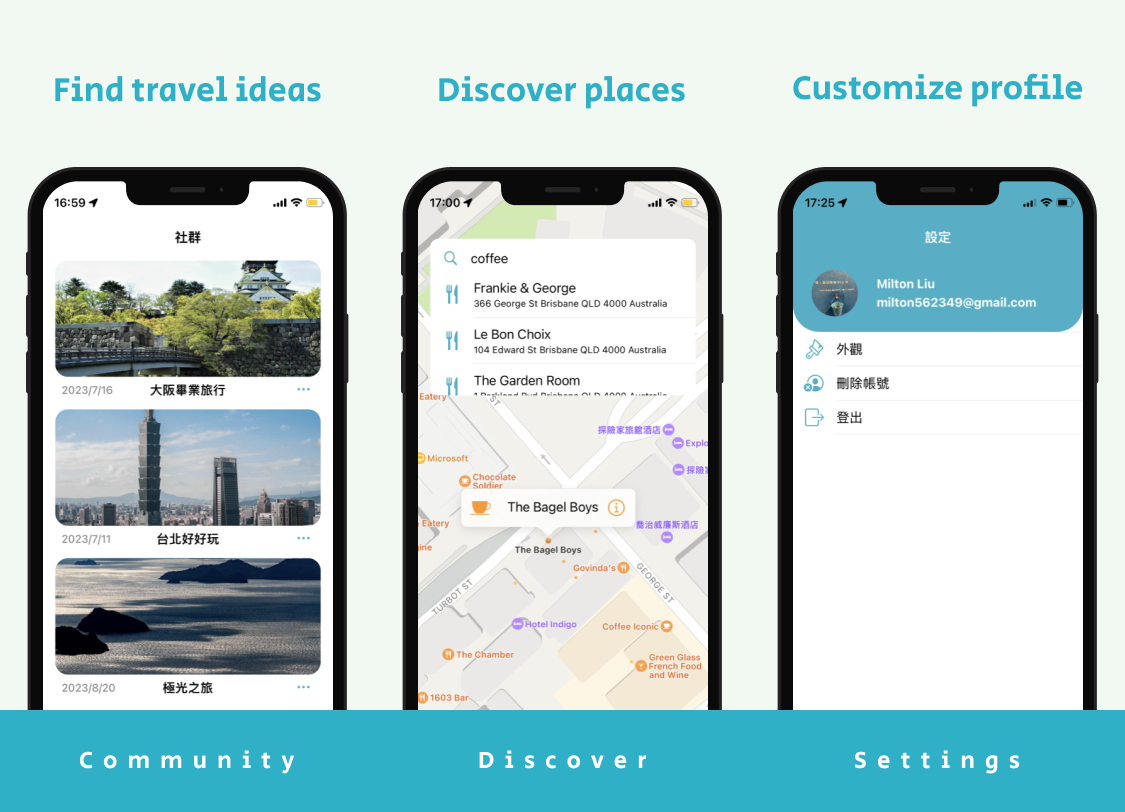 Find travel ideas
Discover places
Customize profile
16:59
社群
2023/7/16 大阪畢業旅行
2023/7/11 台北好好玩
2023/8/20 極光之旅
17:00
coffee
Frankie & George
366 George St Brisbane QLD 4000 Australia
Le Bon Choix
104 Edward St Brisbane QLD 4000 Australia
The Garden Room
Eatery
ST
探險家旅館酒店
Explo
Microsoft
探險
Chocolate
Soldier
The Bagel Boys
Eatery
喬治威廉斯酒店
ine
The Bagel Boys
Govinda's
TURBOT ST
GEORGE ST
Hotel Indigo
Coffee Iconic
The Chamber
Green Glass
French Food
and Wine
1603 Bar
17:25
設定
Milton Liu
milton562349@gmail.com
外觀
刪除帳號
登出
Community
Discover
Settings